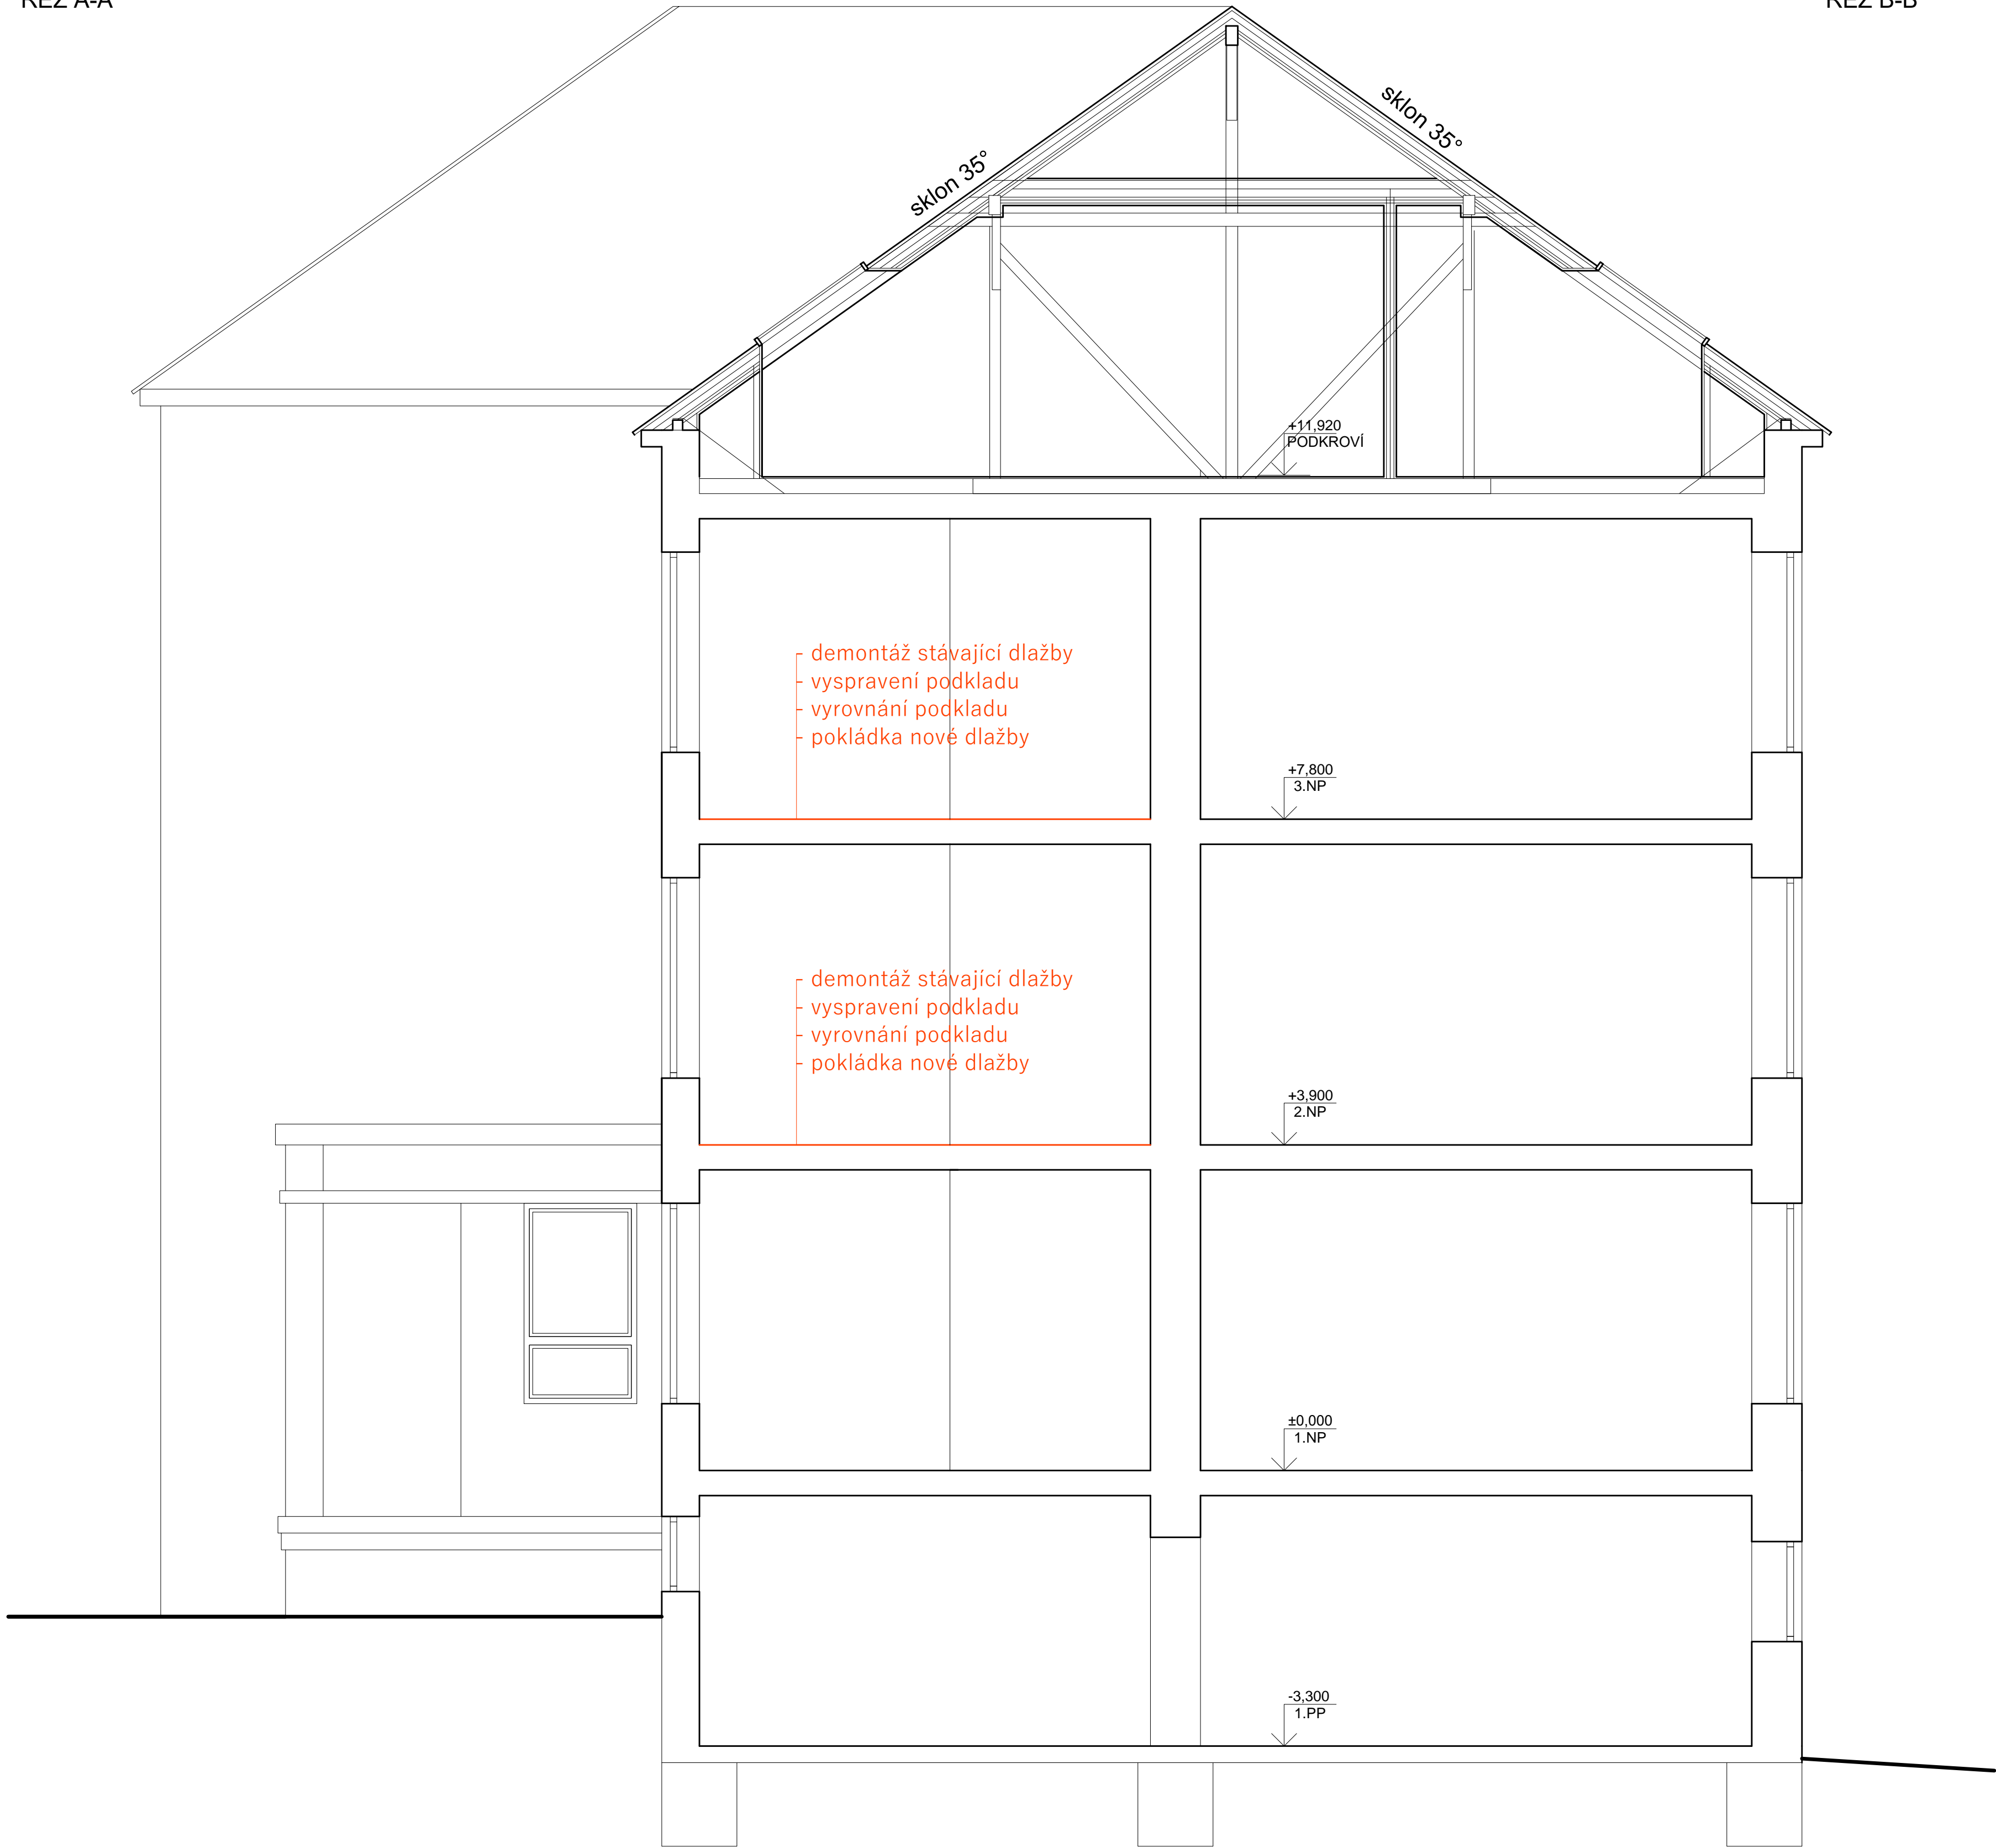 ŘEZ A-A
ŘEZ B-B
sklon 35°
sklon 35°
+11,920
PODKROVÍ
demontáž stávající dlažby
vyspravení podkladu
vyrovnání podkladu
pokládka nové dlažby
+7,800
3.NP
demontáž stávající dlažby
vyspravení podkladu
vyrovnání podkladu
pokládka nové dlažby
+3,900
2.NP
±0,000
1.NP
-3,300
1.PP